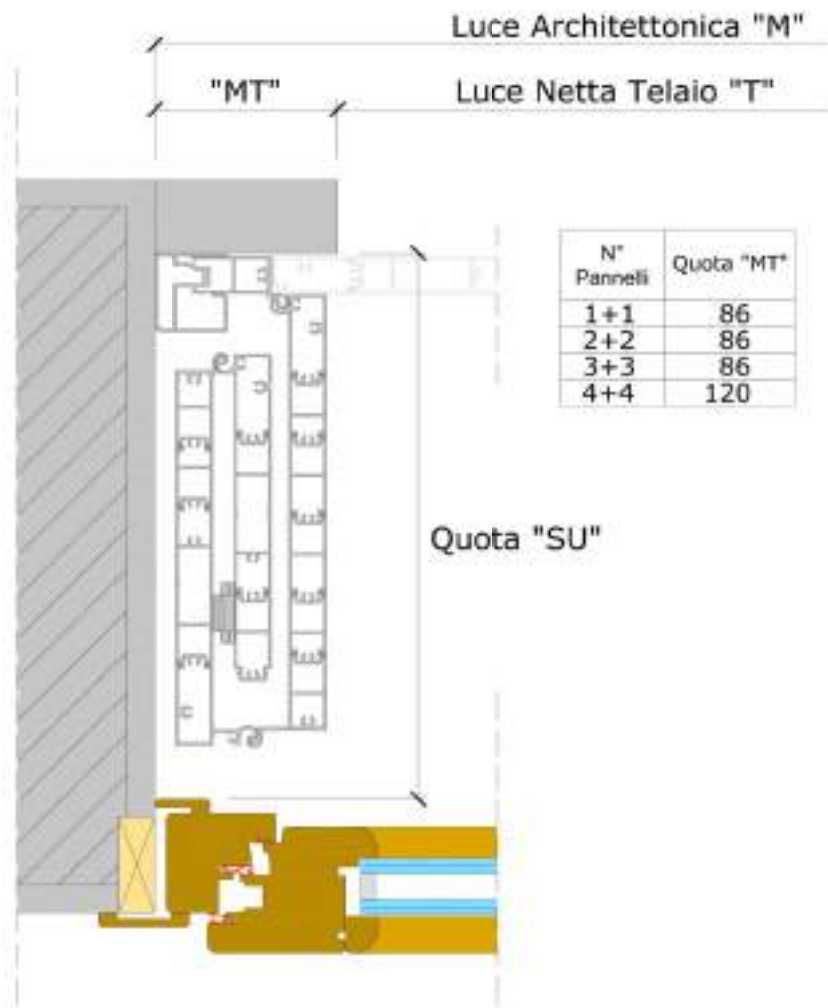 Luce Architettonica "M"
"MT"
Luce Netta Telaio "T"
N°
Pannelli
Quota "MT"
1+1 86
2+2 86
3+3 86
4+4 120
Quota "SU"